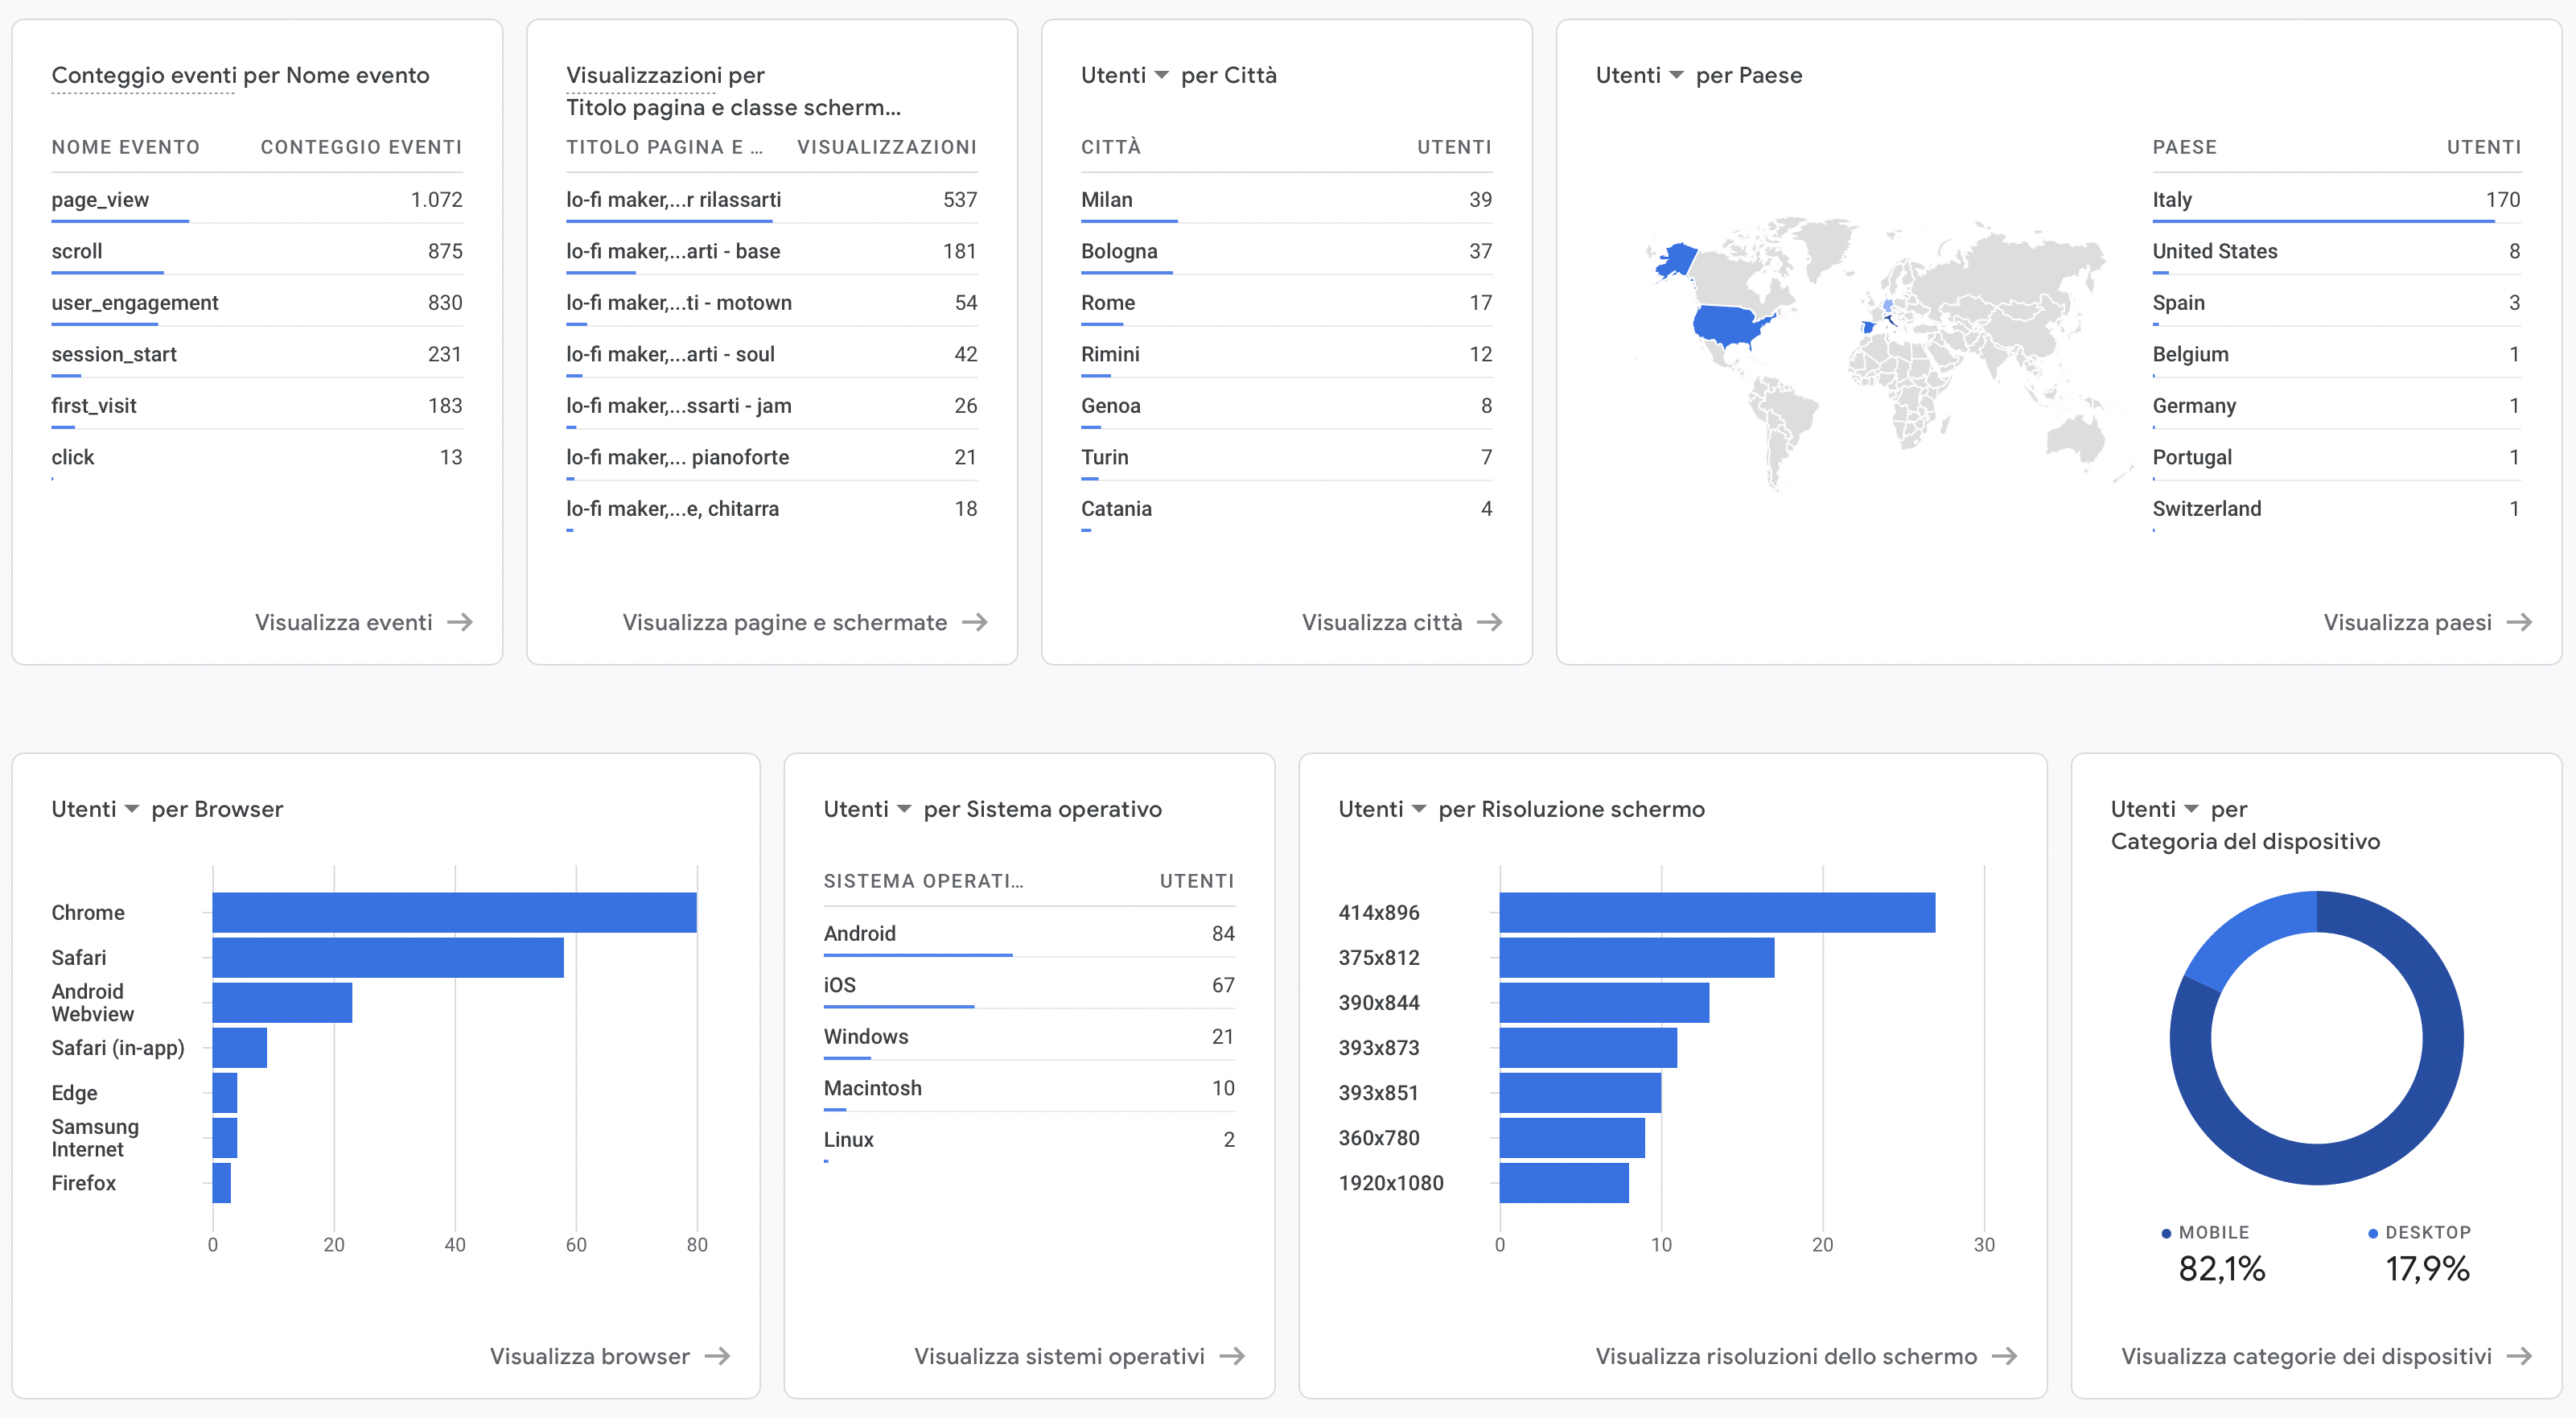 Conteggio eventi per Nome evento
NOME EVENTO CONTEGGIO EVENTI
page_view 1.072
scroll 875
user_engagement 830
session_start 231
first_visit 183
click 13
Visualizza eventi
Visualizzazioni per
Titolo pagina e classe scherm...
TITOLO PAGINA E ... VISUALIZZAZIONI
lo-fi maker,...r rilassarti 537
lo-fi maker,...arti - base 181
lo-fi maker,...ti - motown 54
lo-fi maker,...arti - soul 42
lo-fi maker,...ssarti - jam 26
lo-fi maker,... pianoforte 21
lo-fi maker,...e, chitarra 18
Visualizza pagine e schermate
Utenti per Città
CITTÀ UTENTI
Milan 39
Bologna 37
Rome 17
Rimini 12
Genoa 8
Turin 7
Catania 4
Visualizza città
Utenti per Paese
PAESE UTENTI
Italy 170
United States 8
Spain 3
Belgium 1
Germany 1
Portugal 1
Switzerland 1
Visualizza paesi
Utenti per Browser
Chrome
Safari
Android
Webview
Safari (in-app)
Edge
Samsung
Internet
Firefox
0 20 40 60 80
Visualizza browser
Utenti per Sistema operativo
SISTEMA OPERATI... UTENTI
Android 84
iOS 67
Windows 21
Macintosh 10
Linux 2
Visualizza sistemi operativi
Utenti per Risoluzione schermo
414x896
375x812
390x844
393x873
393x851
360x780
1920x1080
0 10 20 30
Visualizza risoluzioni dello schermo
Utenti per
Categoria del dispositivo
MOBILE DESKTOP
82,1% 17,9%
Visualizza categorie dei dispositivi